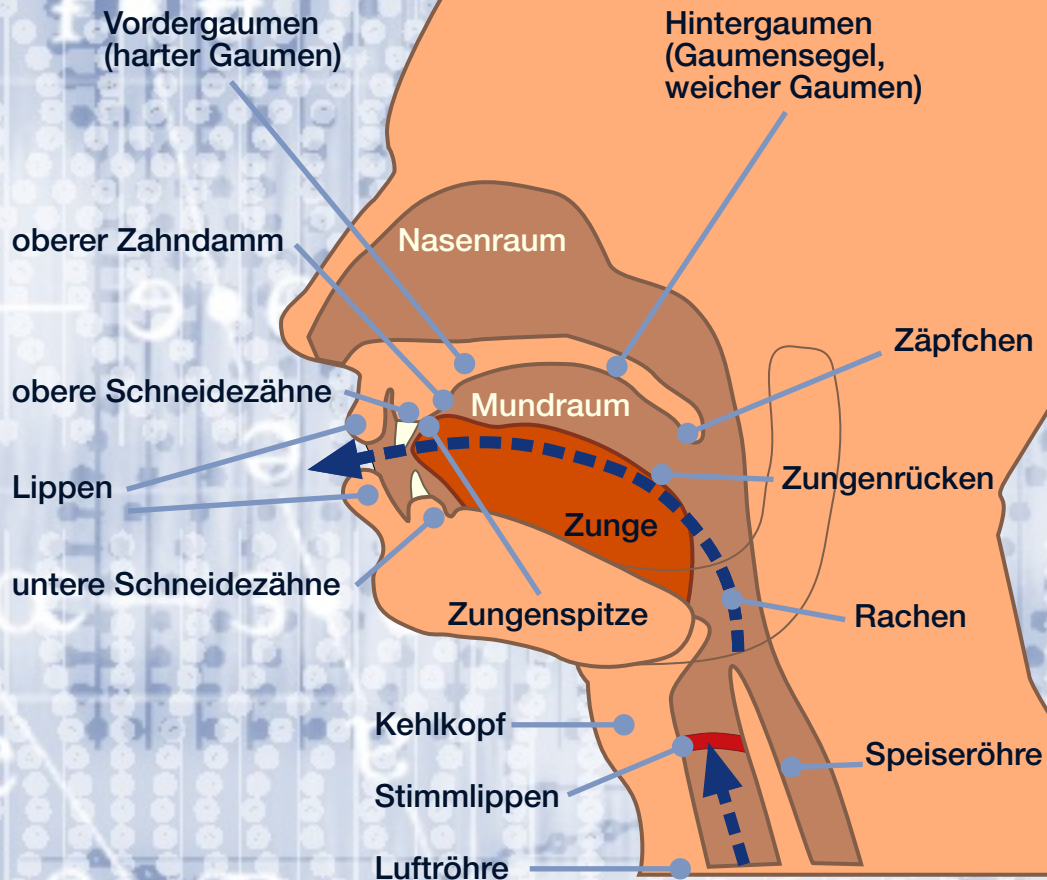 Vordergaumen
(harter Gaumen)
Hintergaumen
(Gaumensegel,
weicher Gaumen)
oberer Zahndamm
Nasenraum
Zäpfchen
obere Schneidezähne
Mundraum
Lippen
Zungenrücken
Zunge
untere Schneidezähne
Zungenspitze
Rachen
Kehlkopf
Speiseröhre
Stimmlippen
Luftröhre